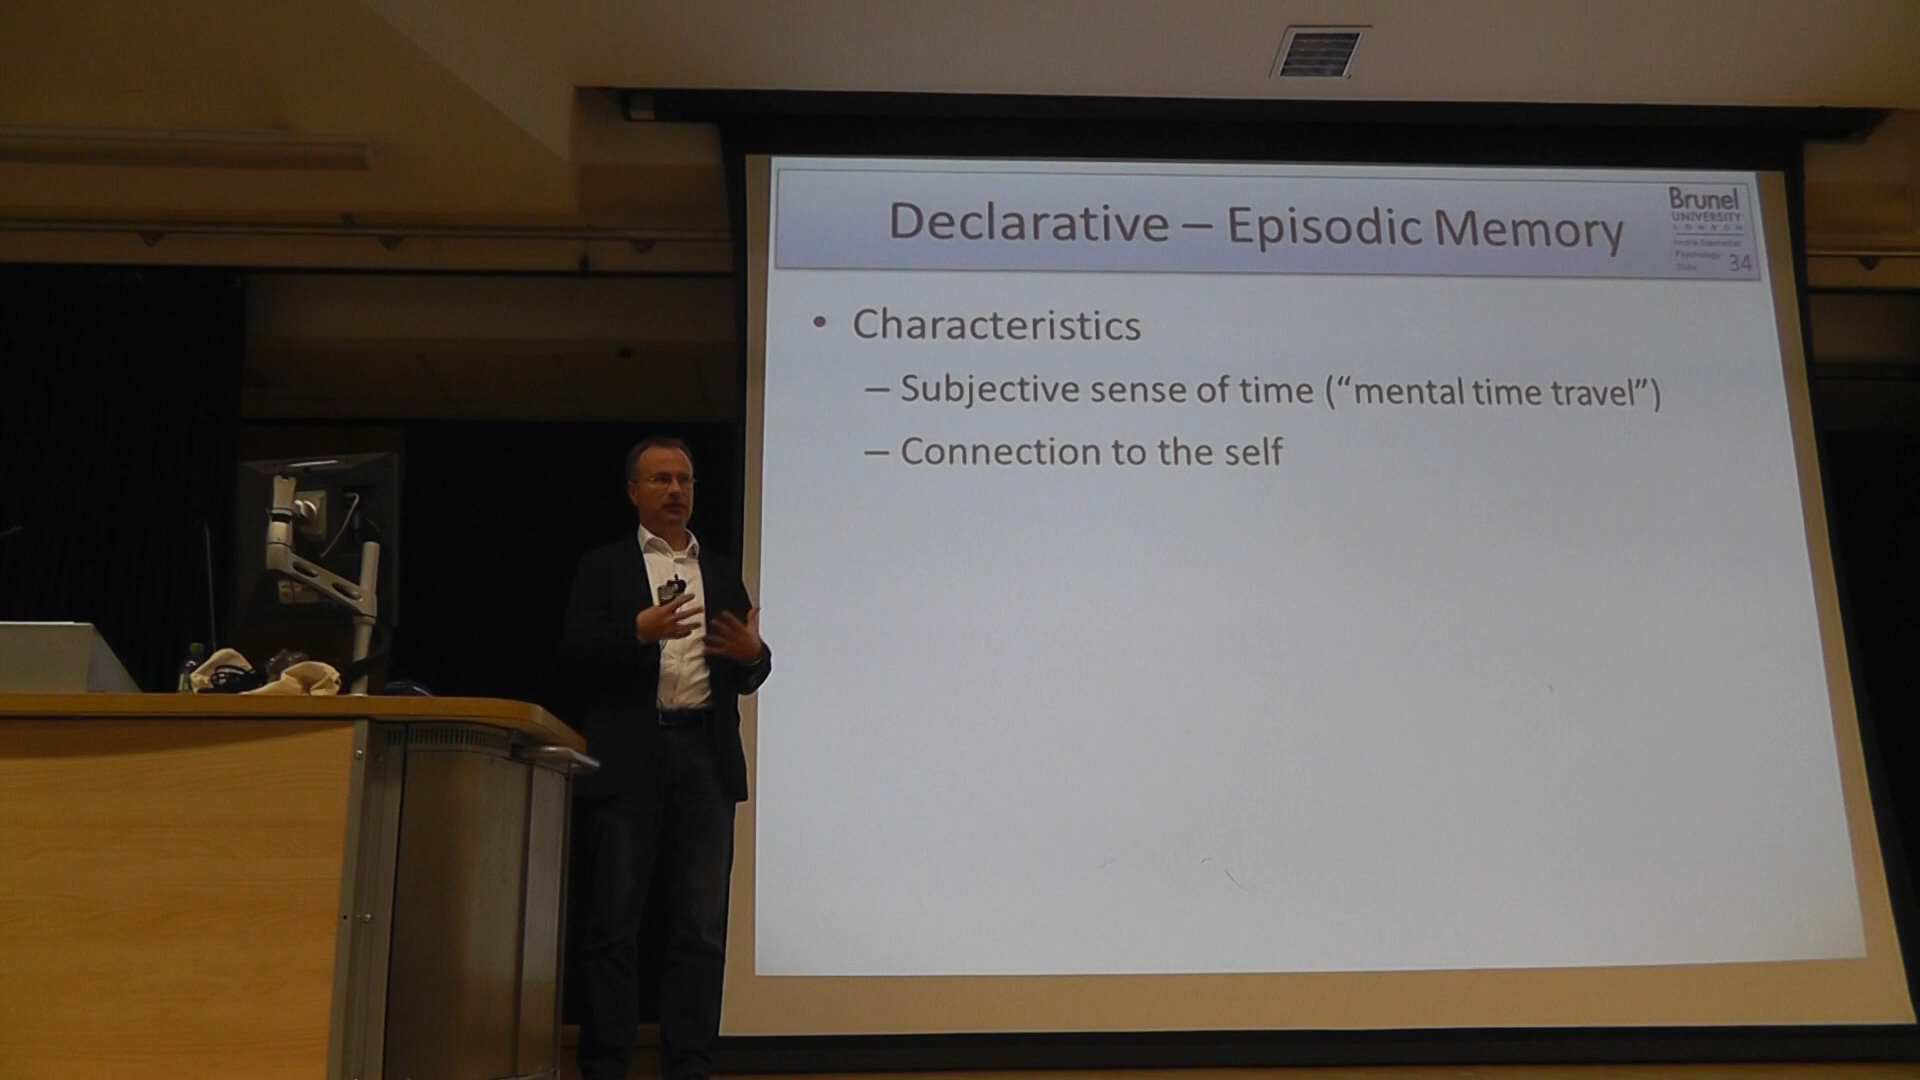 Declarative – Episodic Memory
Brunel
UNIVERSITY
LONDON
Psychology
34
• Characteristics
– Subjective sense of time (“mental time travel”)
– Connection to the self